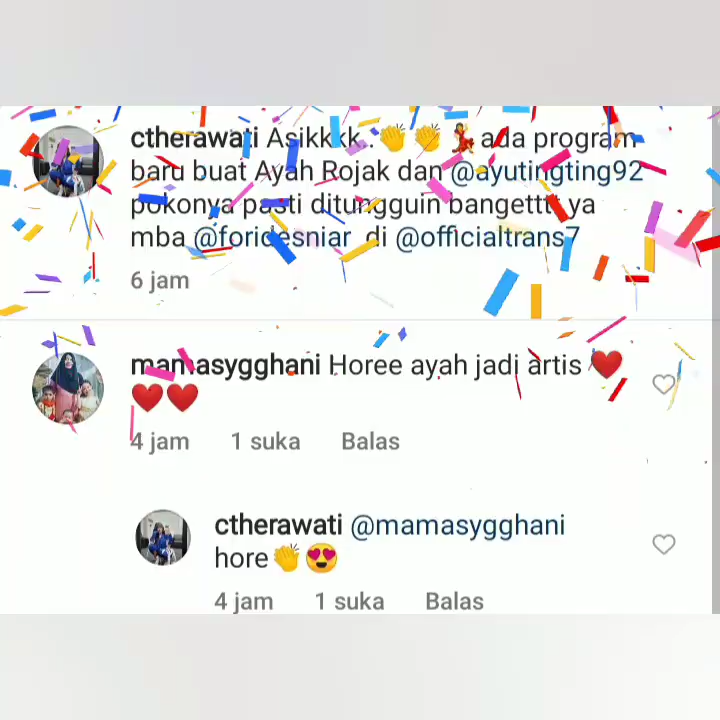 ctherawati Asikkkk . 👏 👏 💃 ada program
baru buat Ayah Rojak dan @ayutingting92
pokonya pasti ditungguin bangettt ya
mba @foridesniar di @officialtrans7
6 jam
mamasygghani Horee ayah jadi artis ❤️
❤️❤️
4 jam 1 suka Balas
ctherawati @mamasygghani
hore👏😍
4 jam 1 suka Balas